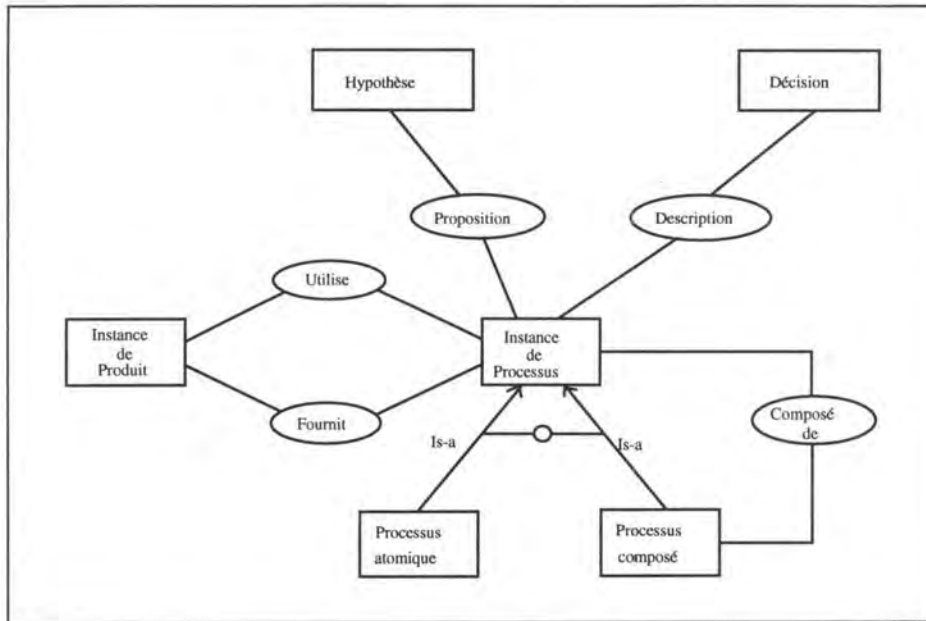 Hypothèse
Décision
Proposition
Description
Utilise
Instance
de
Produit
Instance
de
Processus
Fournit
Composé
de
Is-a
Is-a
Processus
atomique
Processus
composé